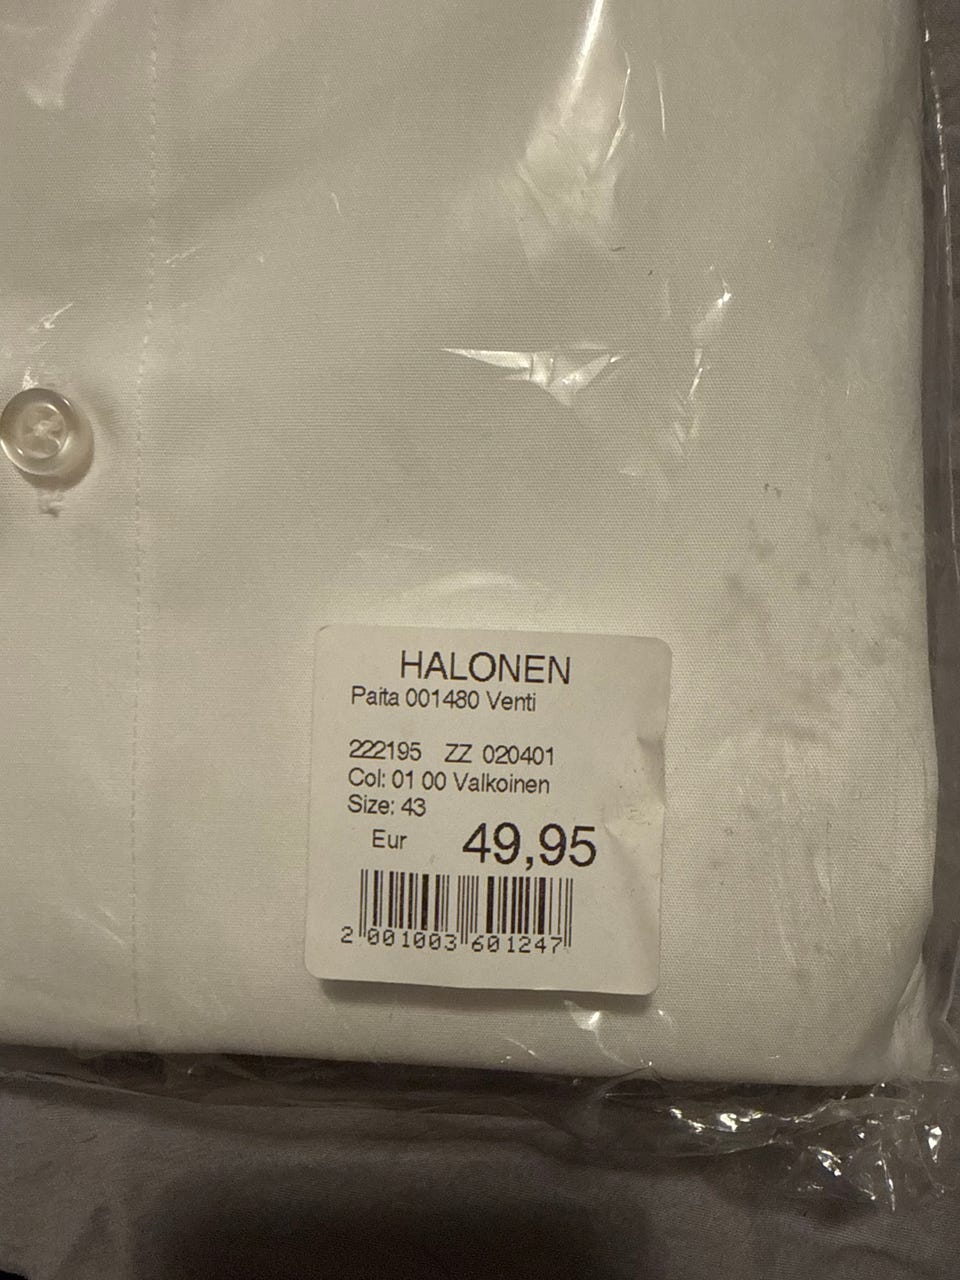 HALONEN
Paita 001480 Venti
222195 ZZ 020401
Col: 01 00 Valkoinen
Size: 43
Eur 49,95
2 001003 601247